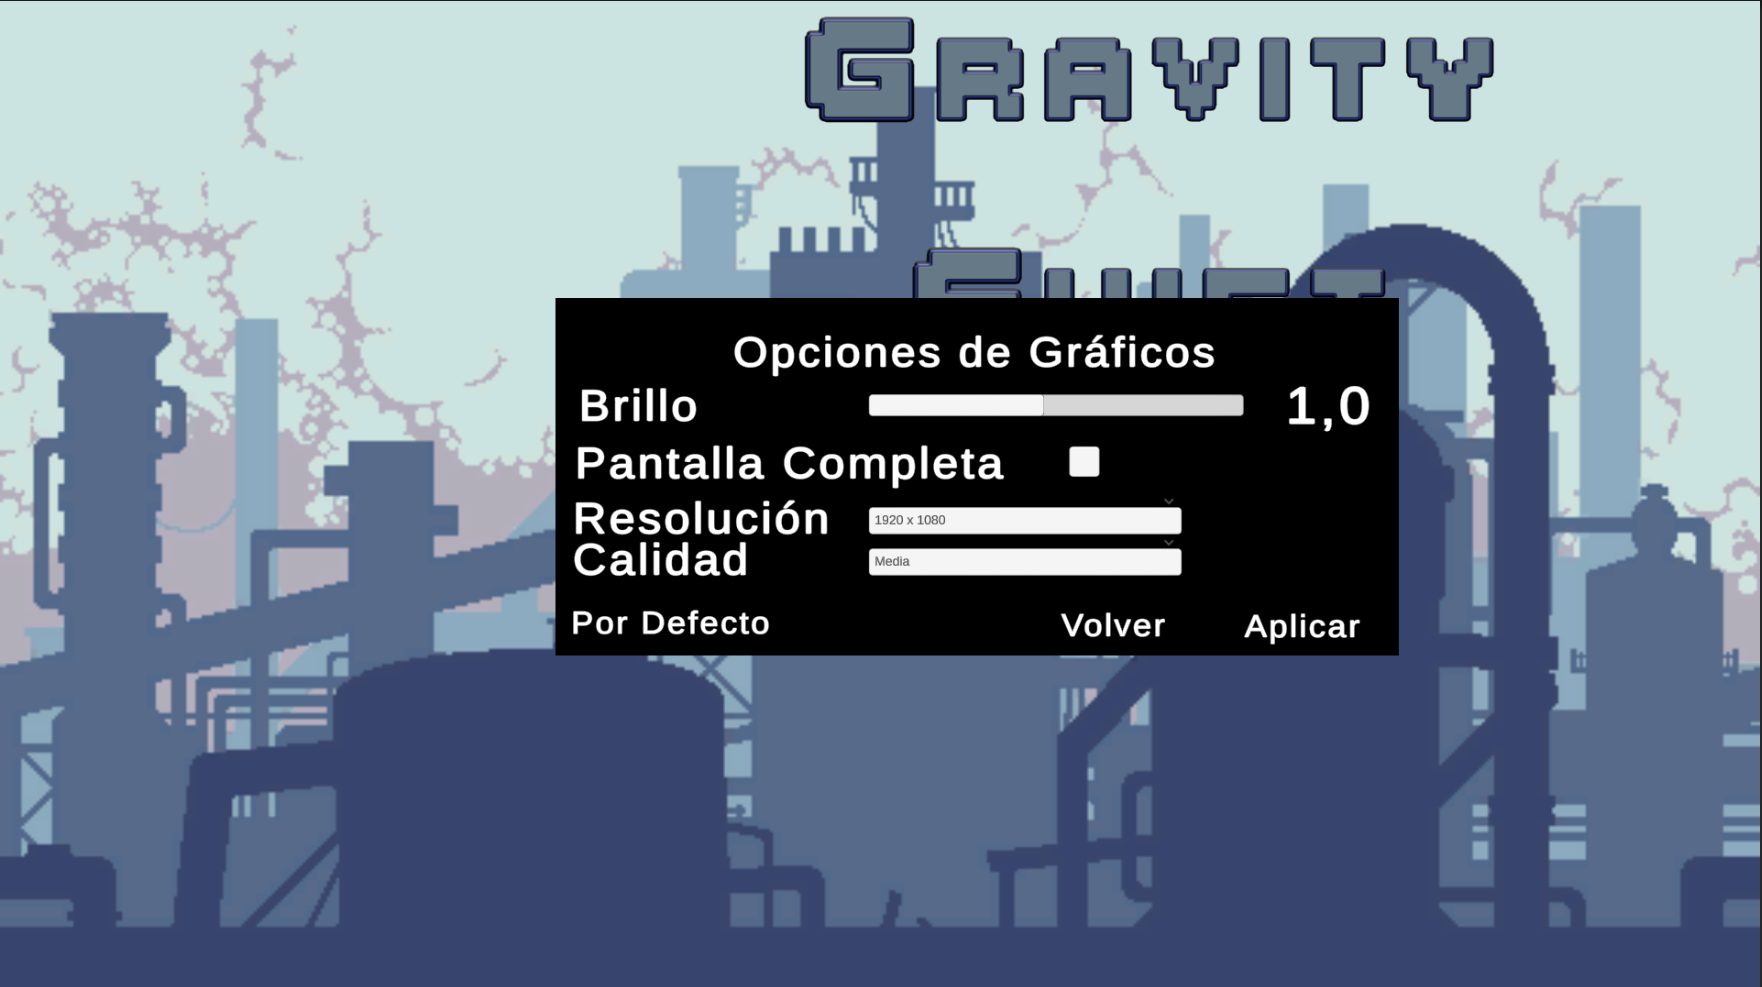 GRAVITY
Opciones de Gráficos
Brillo 1,0
Pantalla Completa
Resolución 1920 x 1080
Calidad Media
Por Defecto Volver Aplicar